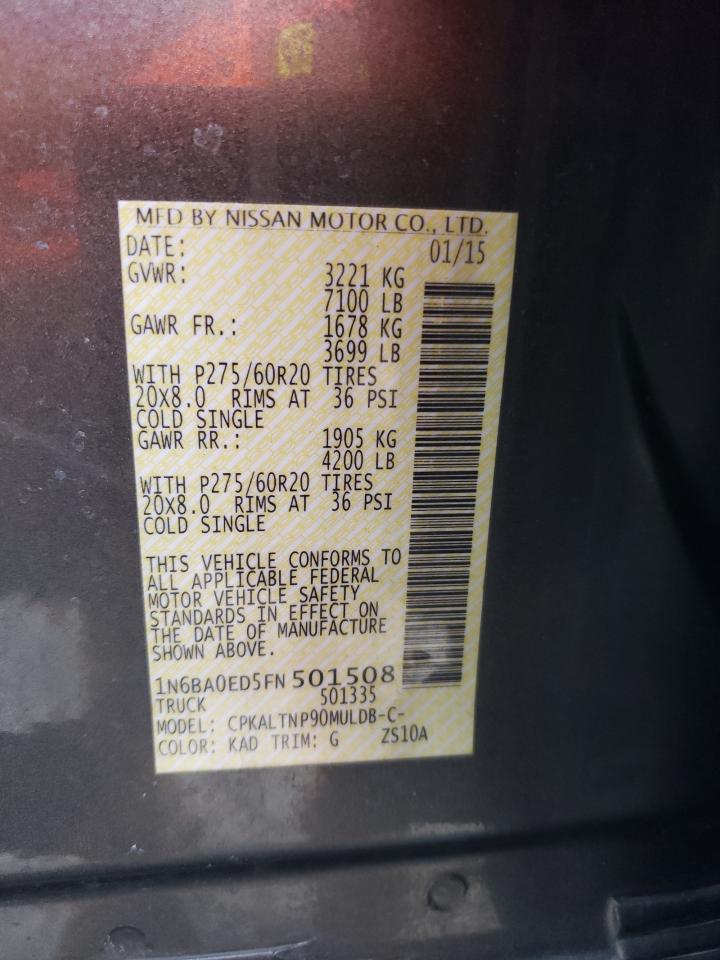 MFD BY NISSAN MOTOR CO., LTD.
DATE: 01/15
GVWR: 3221 KG
7100 LB
GAWR FR.: 1678 KG
3699 LB
WITH P275/60R20 TIRES
20X8.0 RIMS AT 36 PSI
COLD SINGLE
GAWR RR.: 1905 KG
4200 LB
WITH P275/60R20 TIRES
20X8.0 RIMS AT 36 PSI
COLD SINGLE
THIS VEHICLE CONFORMS TO
ALL APPLICABLE FEDERAL
MOTOR VEHICLE SAFETY
STANDARDS IN EFFECT ON
THE DATE OF MANUFACTURE
SHOWN ABOVE.
1N6BA0ED5FN501508
TRUCK 501335
MODEL: CPKALTNP90MULDB-C-
COLOR: KAD TRIM: G ZS10A